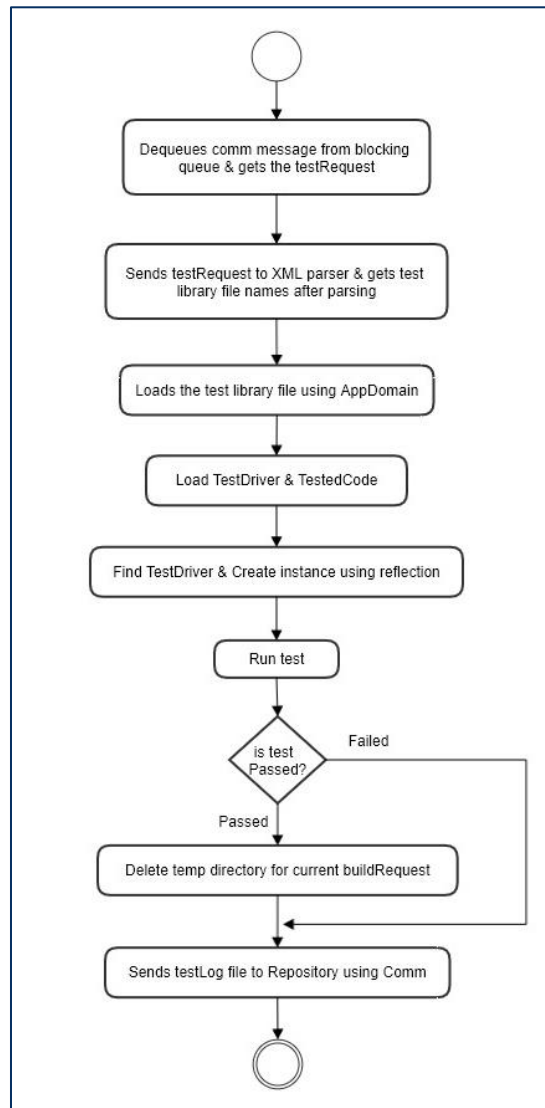 Dequeues comm message from blocking
queue & gets the testRequest
Sends testRequest to XML parser & gets test
library file names after parsing
Loads the test library file using AppDomain
Load TestDriver & TestedCode
Find TestDriver & Create instance using reflection
Run test
is test
Passed?
Failed
Passed
Delete temp directory for current buildRequest
Sends testLog file to Repository using Comm